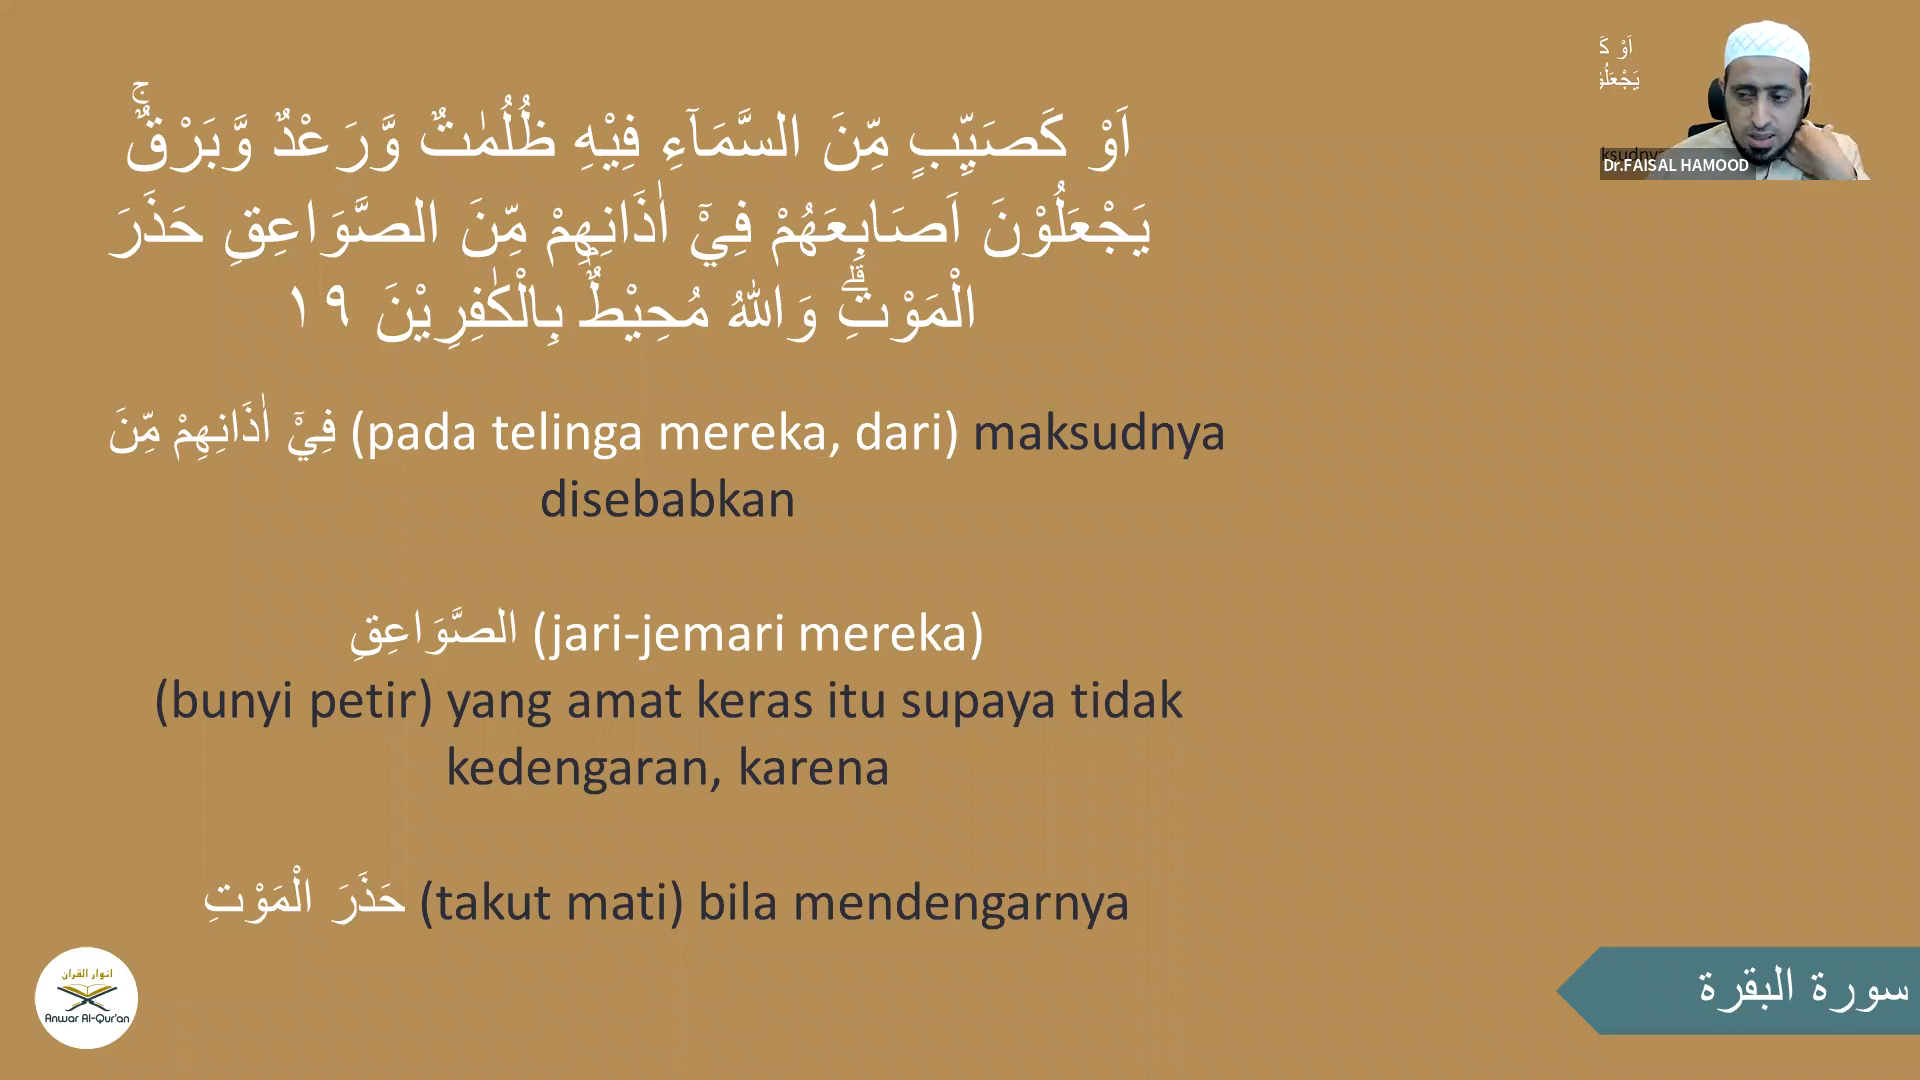 اَوْ كَصَيِّبٍ مِّنَ السَّمَاۤءِ فِيْهِ ظُلُمٰتٌ وَّرَعْدٌ وَّبَرْقٌۚ
يَجْعَلُوْنَ اَصَابِعَهُمْ فِيْٓ اٰذَانِهِمْ مِّنَ الصَّوَاعِقِ حَذَرَ
الْمَوْتِۗ وَاللّٰهُ مُحِيْطٌۢ بِالْكٰفِرِيْنَ ١٩
فِيْٓ اٰذَانِهِمْ مِّنَ (pada telinga mereka, dari) maksudnya
disebabkan
الصَّوَاعِقِ (jari-jemari mereka)
(bunyi petir) yang amat keras itu supaya tidak
kedengaran, karena
حَذَرَ الْمَوْتِ (takut mati) bila mendengarnya
اَوْ كَ
يَجْعَلُوْ
ksudnya
Dr.FAISAL HAMOOD
انوار القران
Anwar Al-Qur'an
سورة البقرة